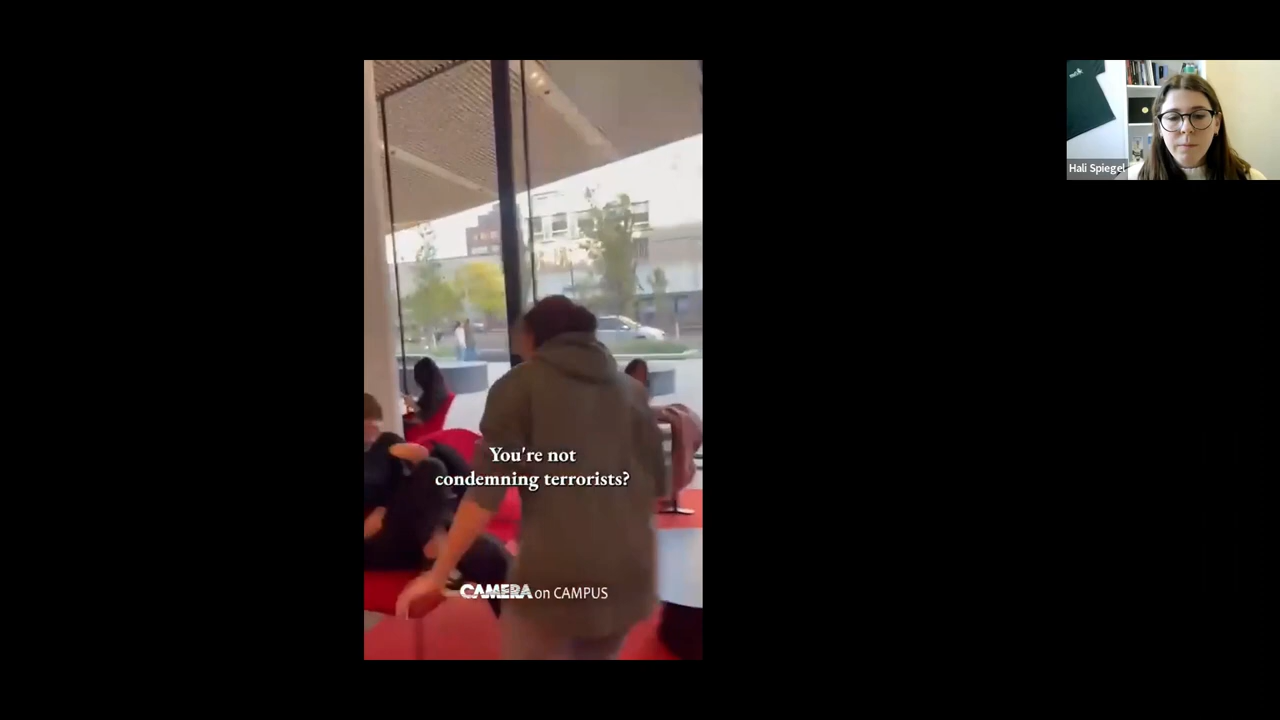 Hali Spiegel
You're not
condemning terrorists?
CAMERA on CAMPUS